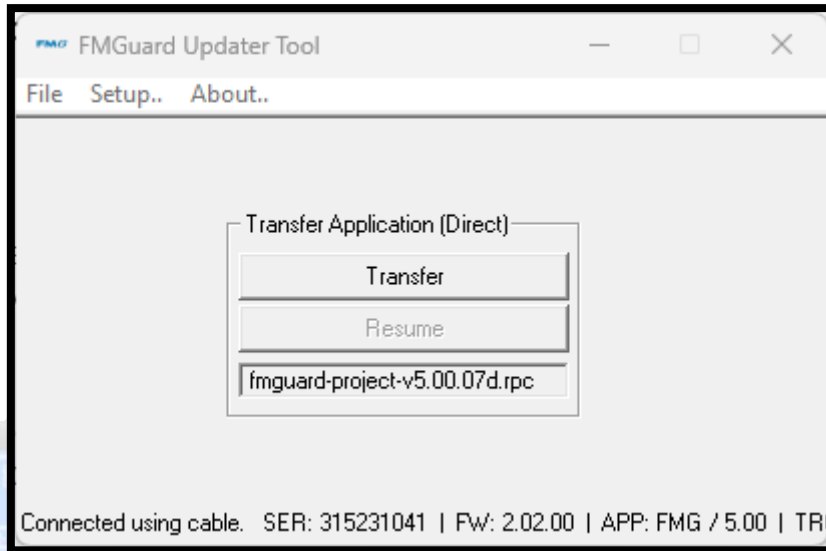 FMG FMGuard Updater Tool
File Setup.. About..
Transfer Application (Direct)
Transfer
Resume
fmguard-project-v5.00.07d.rpc
Connected using cable. SER: 315231041 | FW: 2.02.00 | APP: FMG / 5.00 | TR